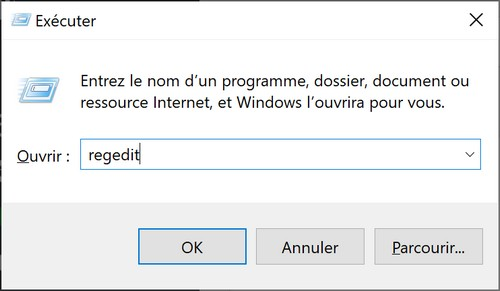 Exécuter
Entrez le nom d’un programme, dossier, document ou
ressource Internet, et Windows l’ouvrira pour vous.
Ouvrir : regedit
OK Annuler Parcourir...